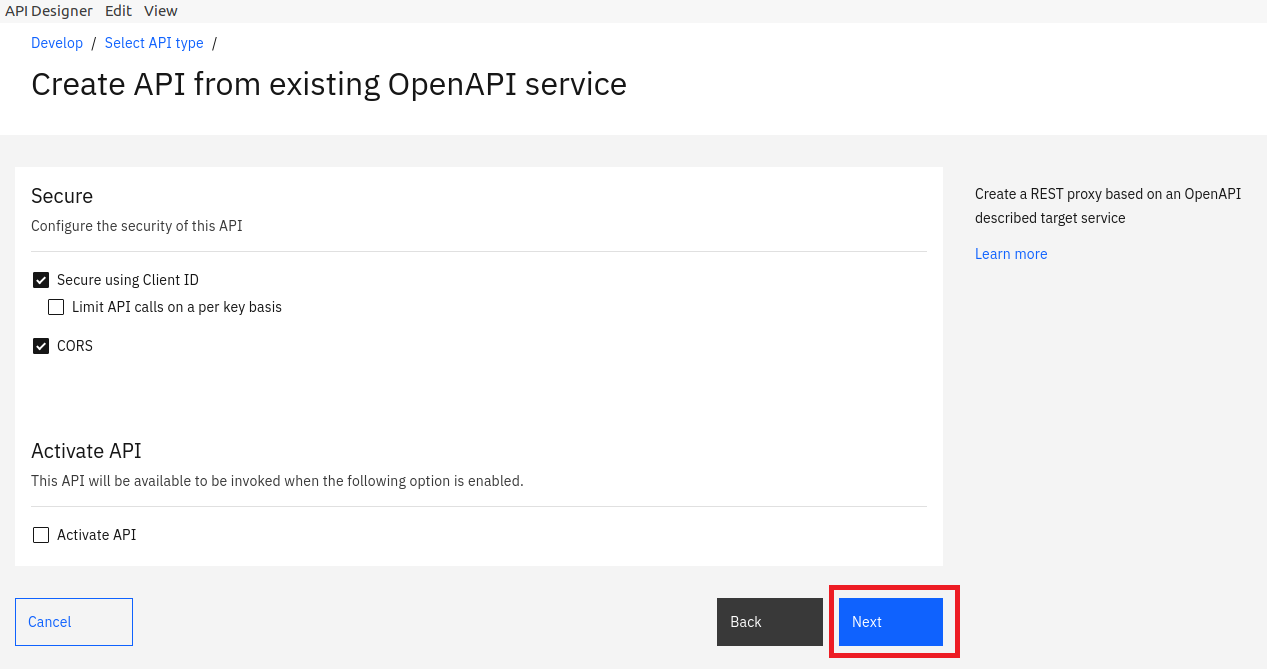 API Designer Edit View
Develop / Select API type /
Create API from existing OpenAPI service
Secure
Configure the security of this API
Secure using Client ID
Limit API calls on a per key basis
CORS
Activate API
This API will be available to be invoked when the following option is enabled.
Activate API
Create a REST proxy based on an OpenAPI
described target service
Learn more
Cancel
Back
Next